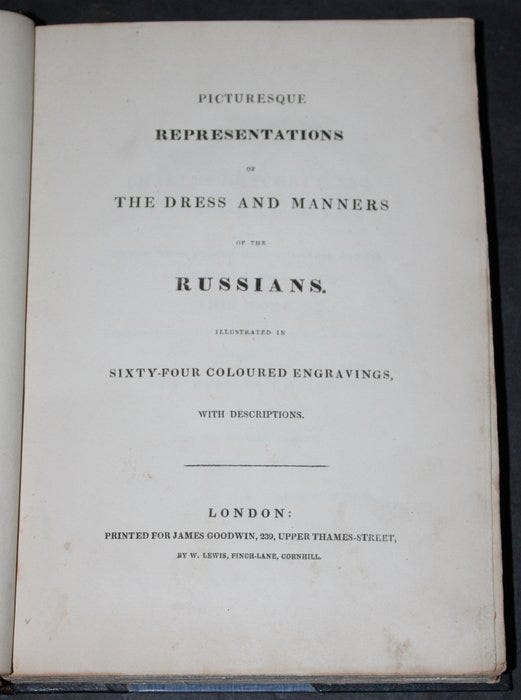 PICTURESQUE
REPRESENTATIONS
OF
THE DRESS AND MANNERS
OF THE
RUSSIANS.
ILLUSTRATED IN
SIXTY-FOUR COLOURED ENGRAVINGS,
WITH DESCRIPTIONS.
LONDON:
PRINTED FOR JAMES GOODWIN, 239, UPPER THAMES-STREET,
BY W. LEWIS, FINCH-LANE, CORNHILL.